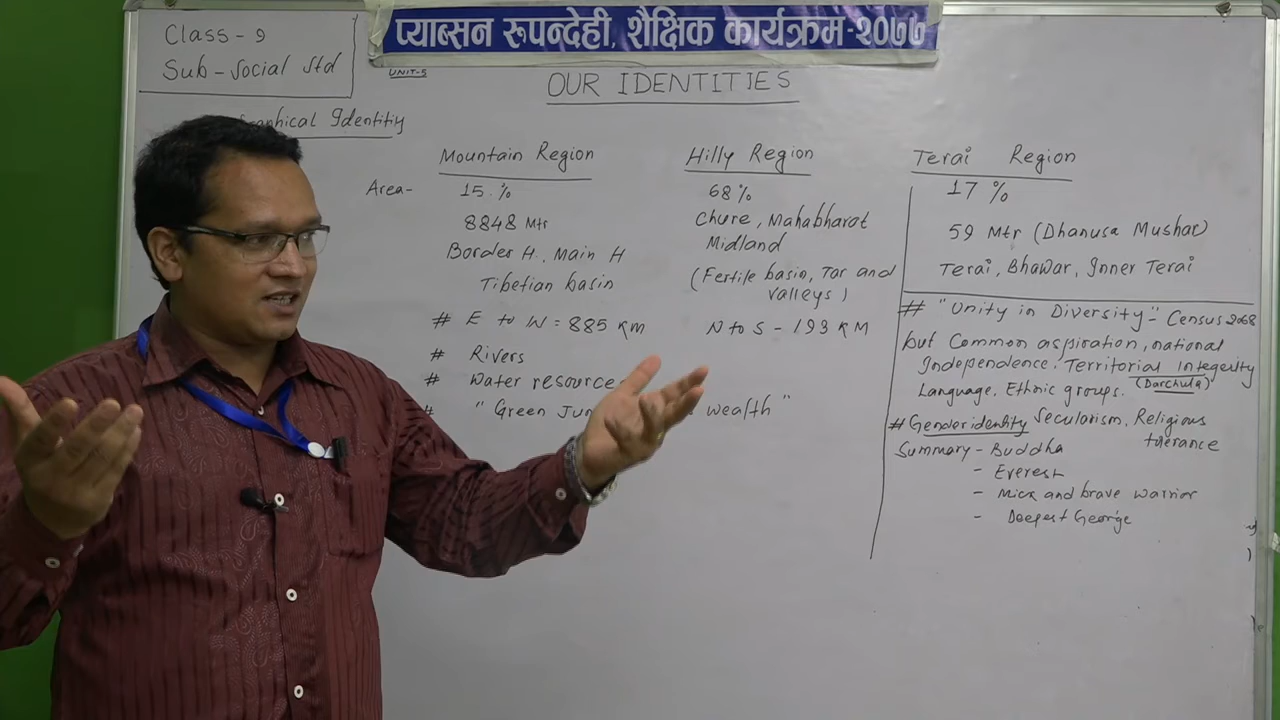 प्याब्सन रुपन्देही, शैक्षिक कार्यक्रम-२०७७
Class - 9
Sub - Social Std
UNIT-5
OUR IDENTITIES
graphical Identity
Mountain Region
Area- 15 %
8848 Mtr
Border H, Main H
Tibetian basin
# E to W = 885 KM N to S - 193 KM
# Rivers
# Water resources
# " Green Jun wealth "
Hilly Region
68%
Chure, Mahabharat
Midland
(Fertile basin, Tar and
valleys)
Terai Region
17 %
59 Mtr (Dhanusa Mushar)
Terai, Bhawar, Inner Terai
# "Unity in Diversity" - Census 2068
but Common aspiration, national
Independence. Territorial Integrity
Language, Ethnic groups. (Darchula)
# Gender identity Secularism, Religious
tolerance
Summary - Buddha
- Everest
- and brave warrior
- Deepest George